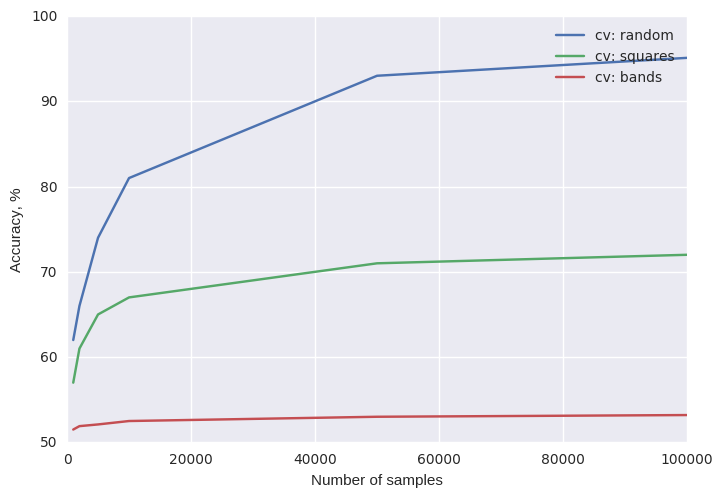 100
90
80
70
60
50
Accuracy, %
cv: random
cv: squares
cv: bands
0 20000 40000 60000 80000 100000
Number of samples